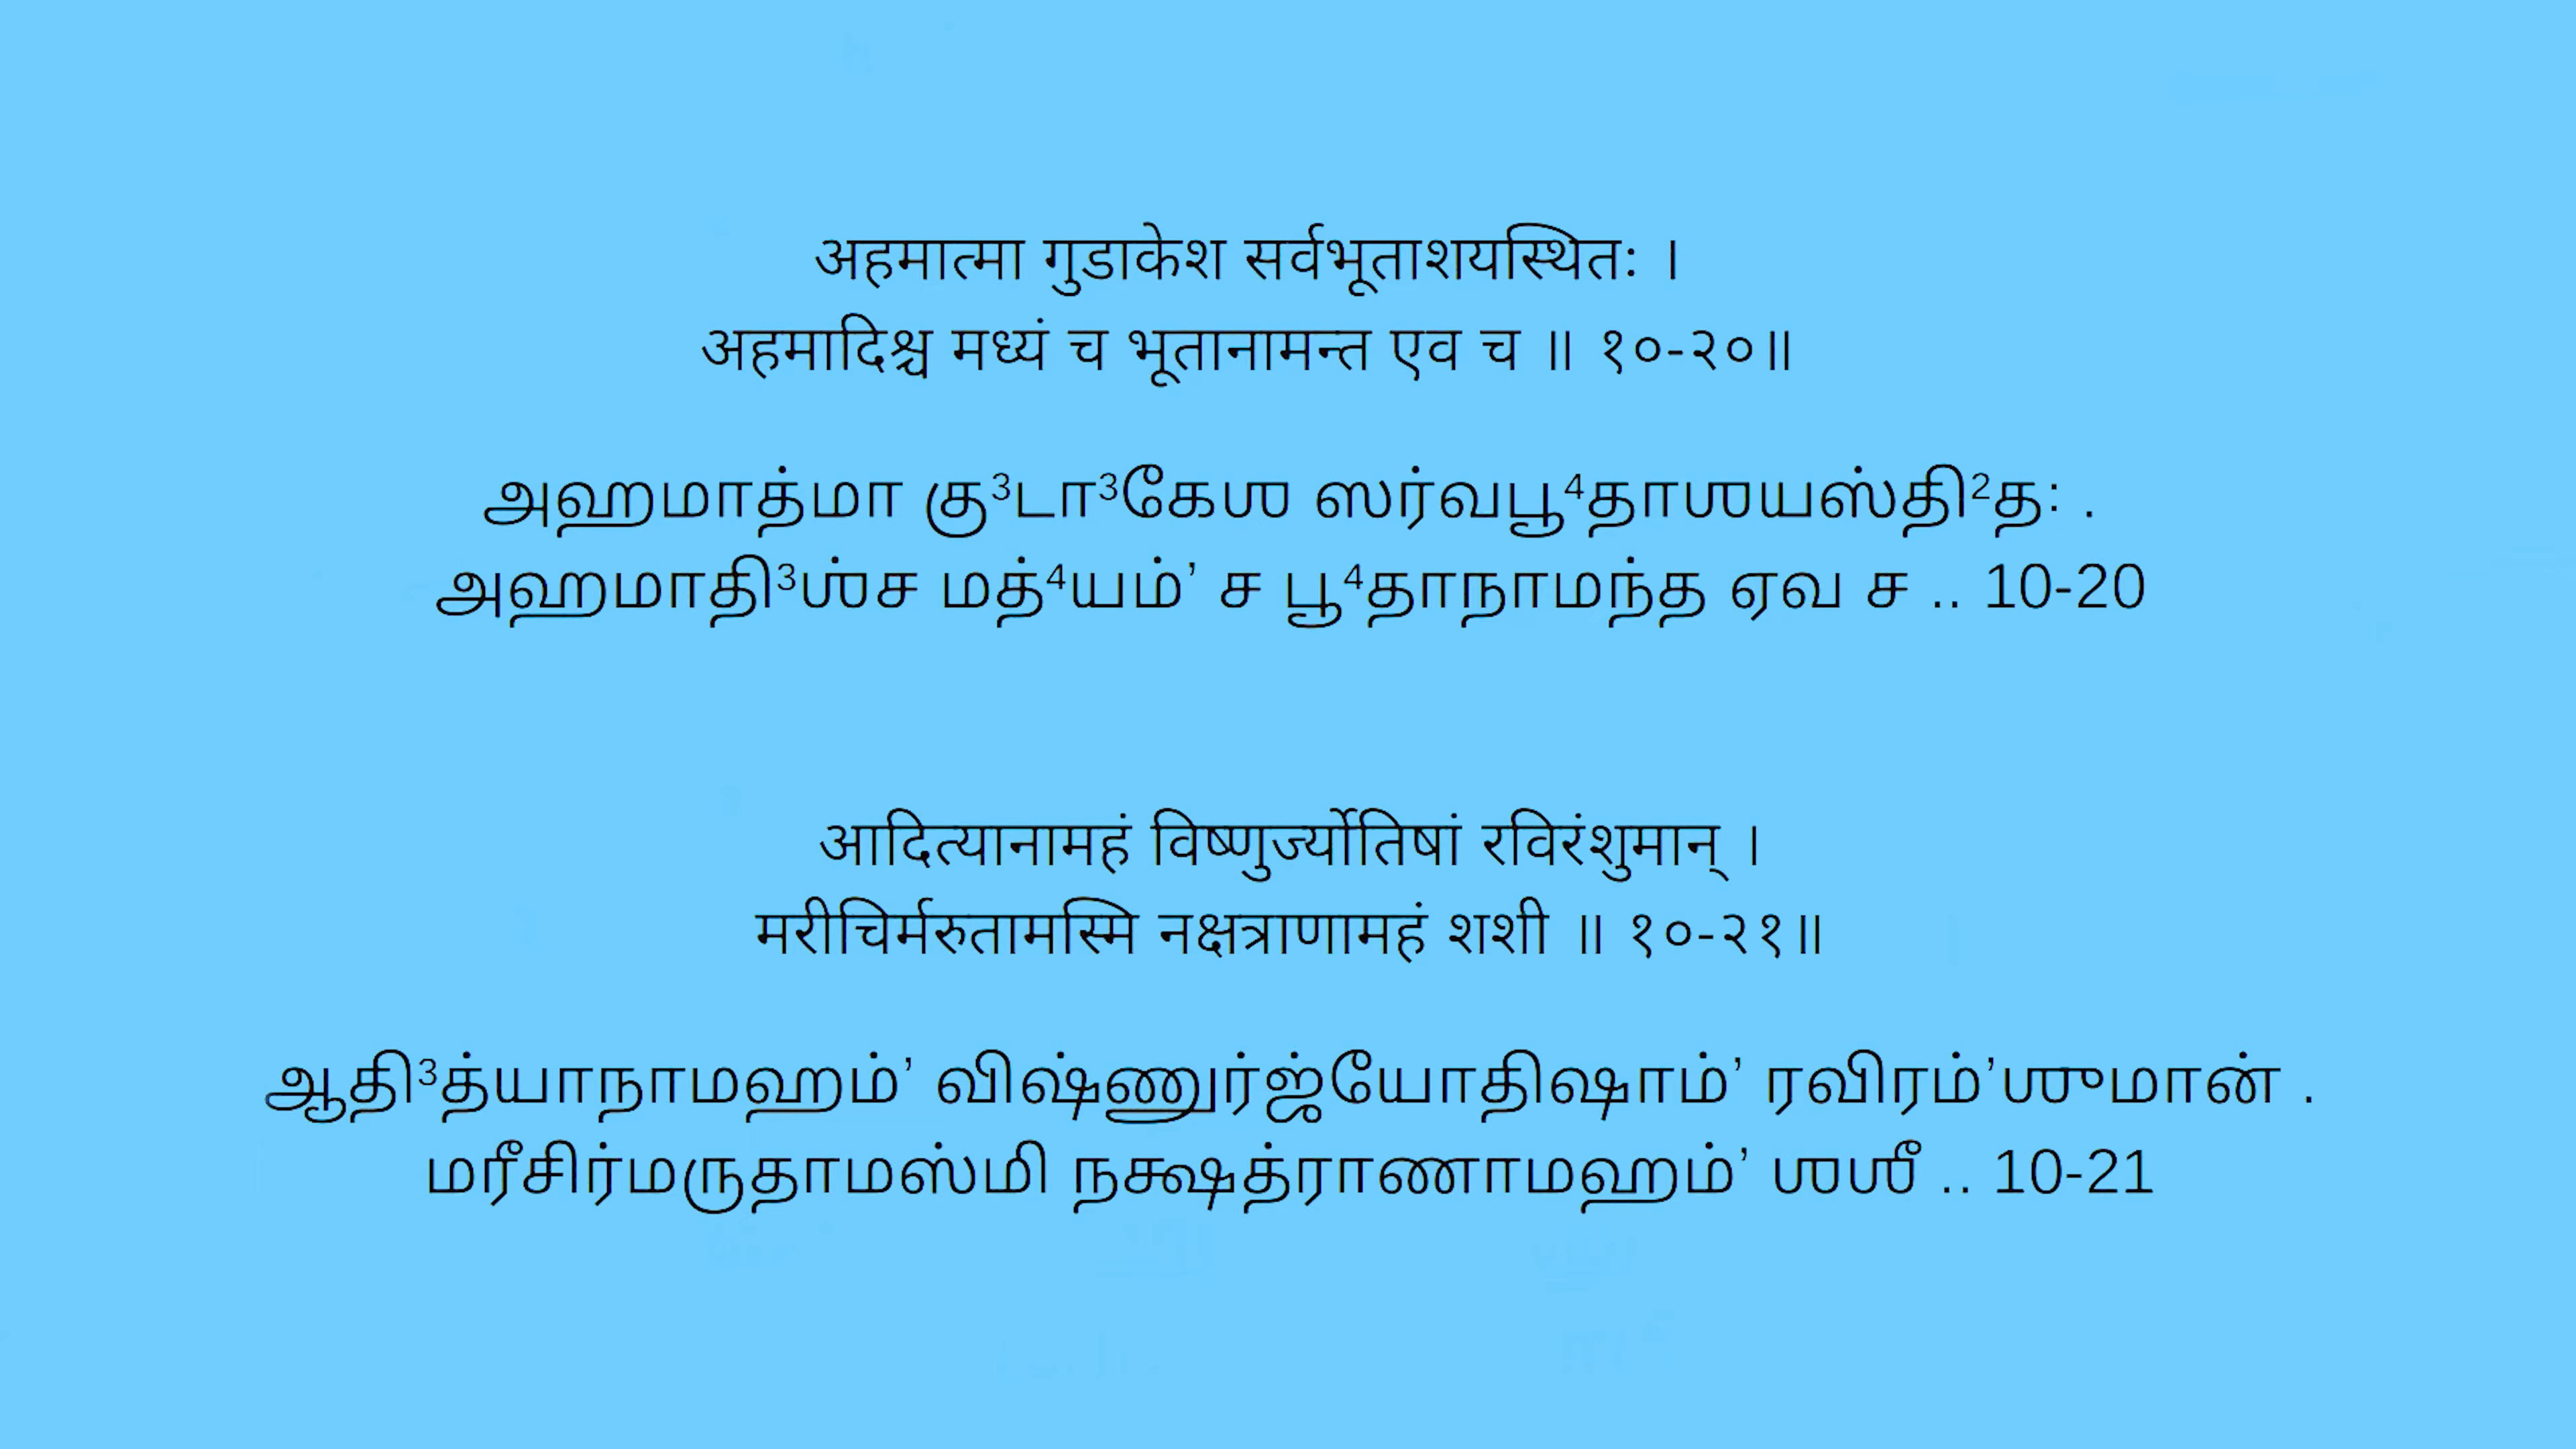 अहमात्मा गुडाकेश सर्वभूताशयस्थितः ।
अहमादिश्च मध्यं च भूतानामन्त एव च ॥ १०-२०॥
அஹமாத்மா கு³டா³கேஶ ஸர்வபூ⁴தாஶயஸ்தி²த꞉ .
அஹமாதி³ஶ்ச மத்⁴யம்ʼ ச பூ⁴தாநாமந்த ஏவ ச .. 10-20
आदित्यानामहं विष्णुर्ज्योतिषां रविरंशुमान् ।
मरीचिर्मरुतामस्मि नक्षत्राणामहं शशी ॥ १०-२१॥
ஆதி³த்யாநாமஹம்ʼ விஷ்ணுர்ஜ்யோதிஷாம்ʼ ரவிரம்ʼஶுமான் .
மரீசிர்மருதாமஸ்மி நக்ஷத்ராணாமஹம்ʼ ஶஶீ .. 10-21